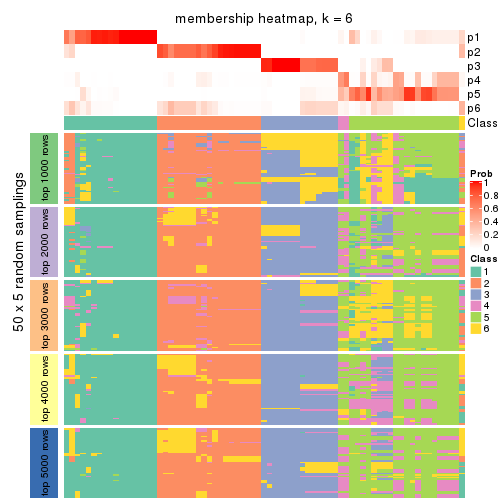 membership heatmap, k = 6
p1
p2
p3
p4
p5
p6
Class
50 x 5 random samplings
top 1000 rows
top 2000 rows
top 3000 rows
top 4000 rows
top 5000 rows
Prob
1
0.8
0.6
0.4
0.2
0
Class
1
2
3
4
5
6